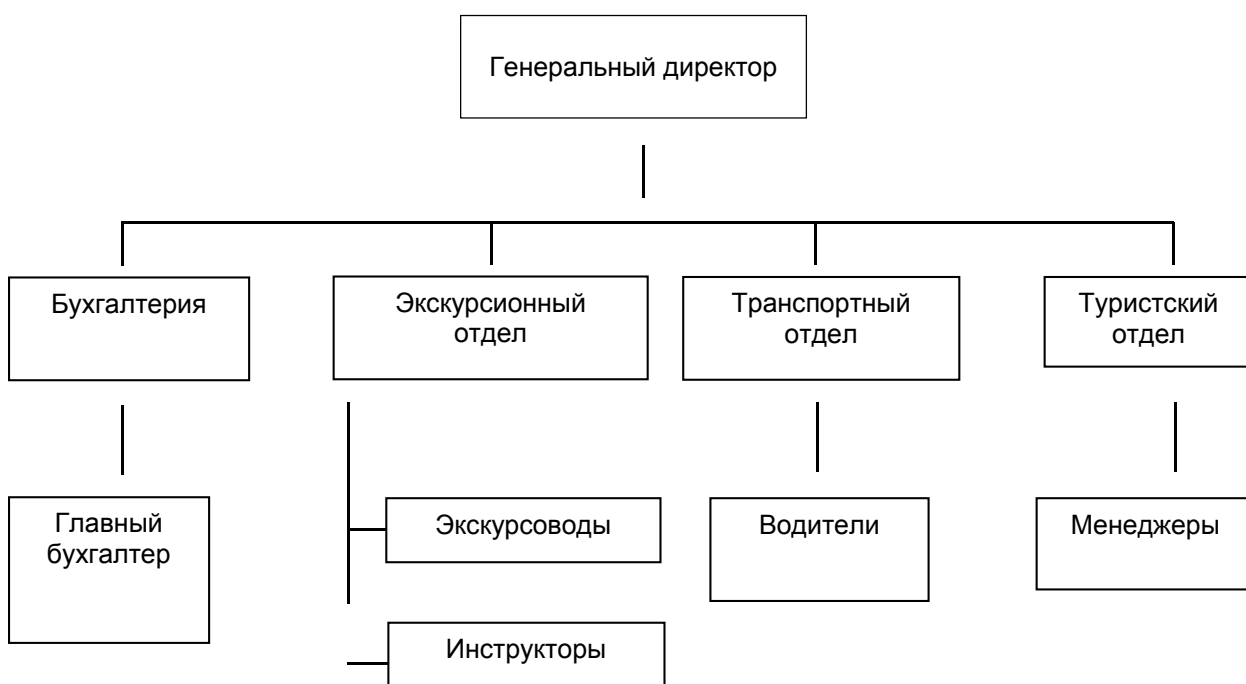 Генеральный директор
Бухгалтерия
Экскурсионный
отдел
Транспортный
отдел
Туристский
отдел
Главный
бухгалтер
Экскурсоводы
Водители
Менеджеры
Инструкторы